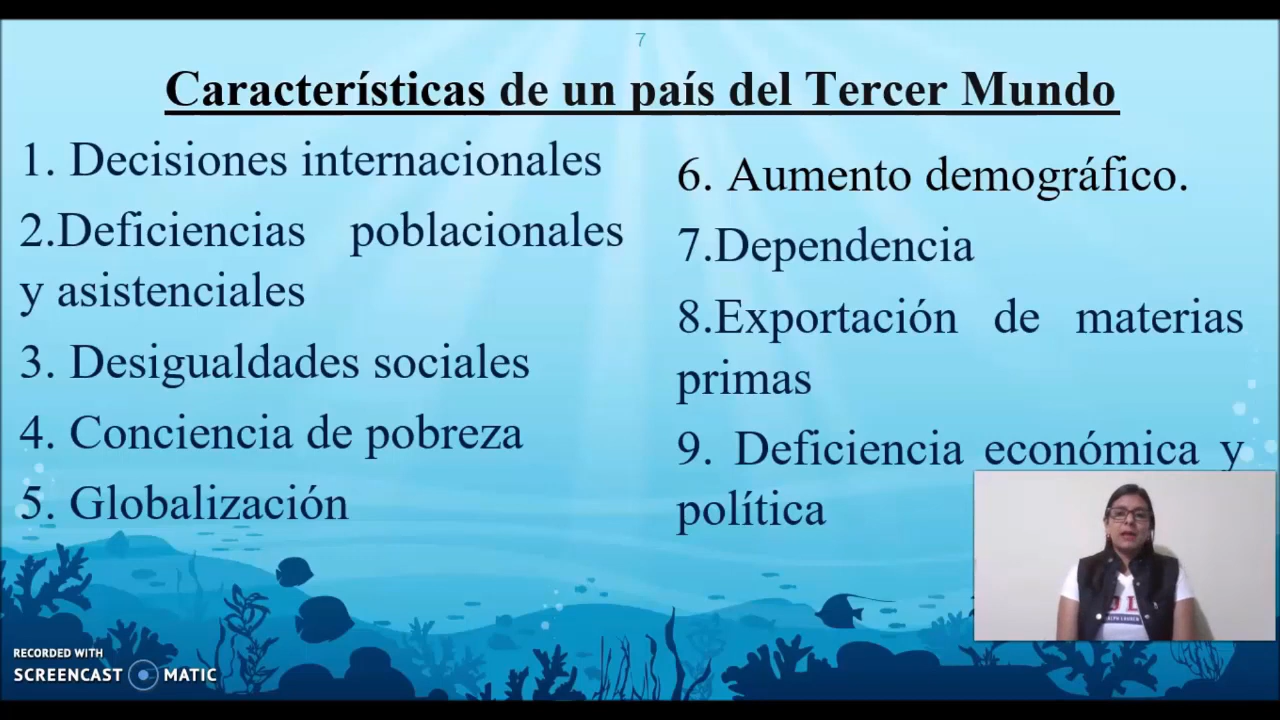 7
Características de un país del Tercer Mundo
1. Decisiones internacionales
2.Deficiencias poblacionales
y asistenciales
3. Desigualdades sociales
4. Conciencia de pobreza
5. Globalización
6. Aumento demográfico.
7.Dependencia
8.Exportación de materias
primas
9. Deficiencia económica y
política
RALPH LAUREN
RECORDED WITH
SCREENCAST MATIC